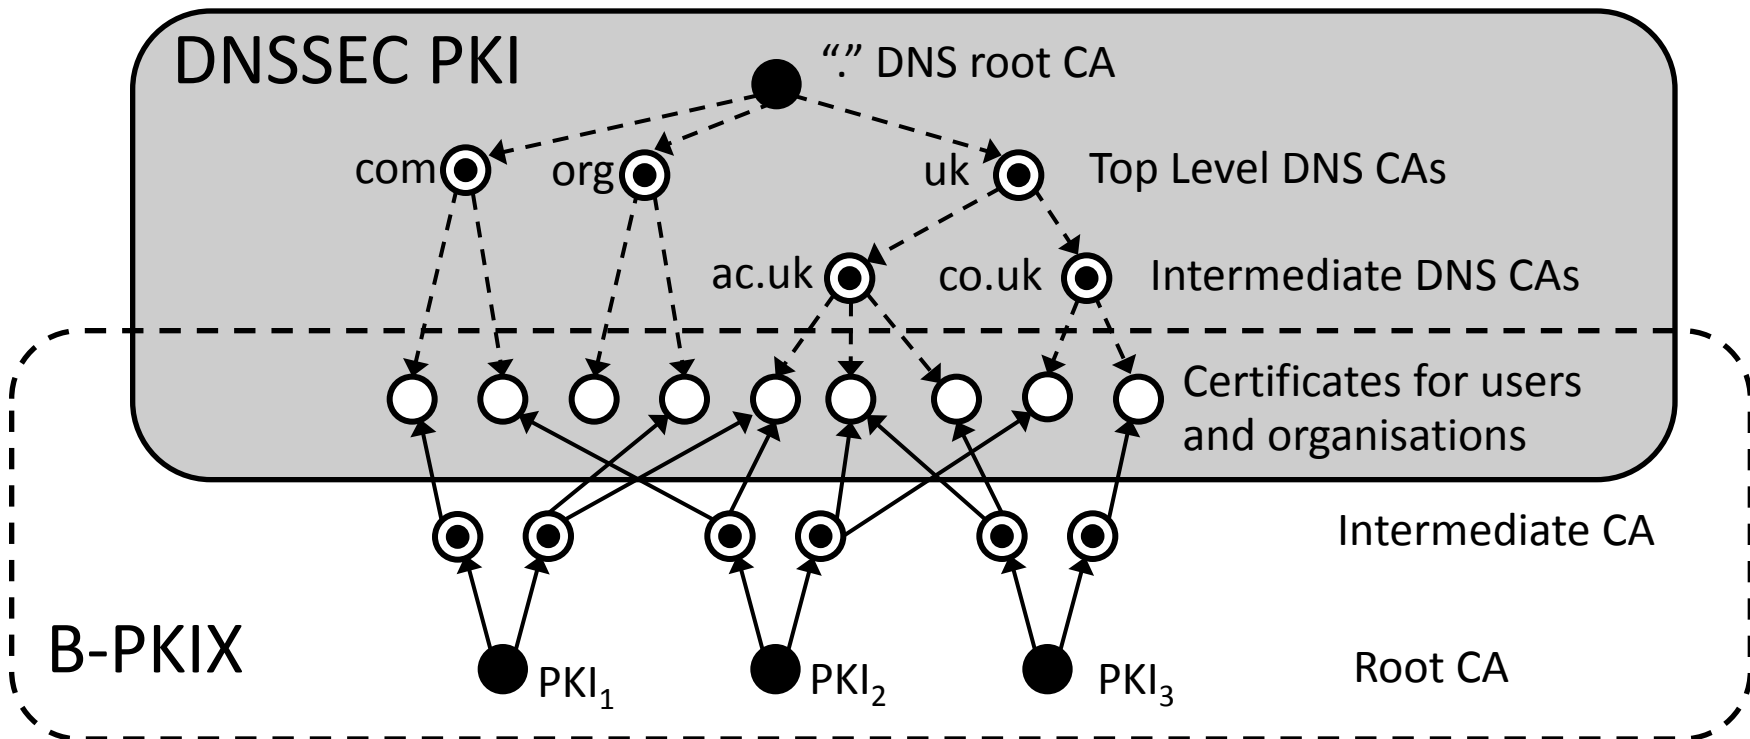 DNSSEC PKI
“.” DNS root CA
com
org
uk
Top Level DNS CAs
ac.uk
co.uk
Intermediate DNS CAs
Certificates for users
and organisations
Intermediate CA
B-PKIX
PKI₁
PKI₂
PKI₃
Root CA